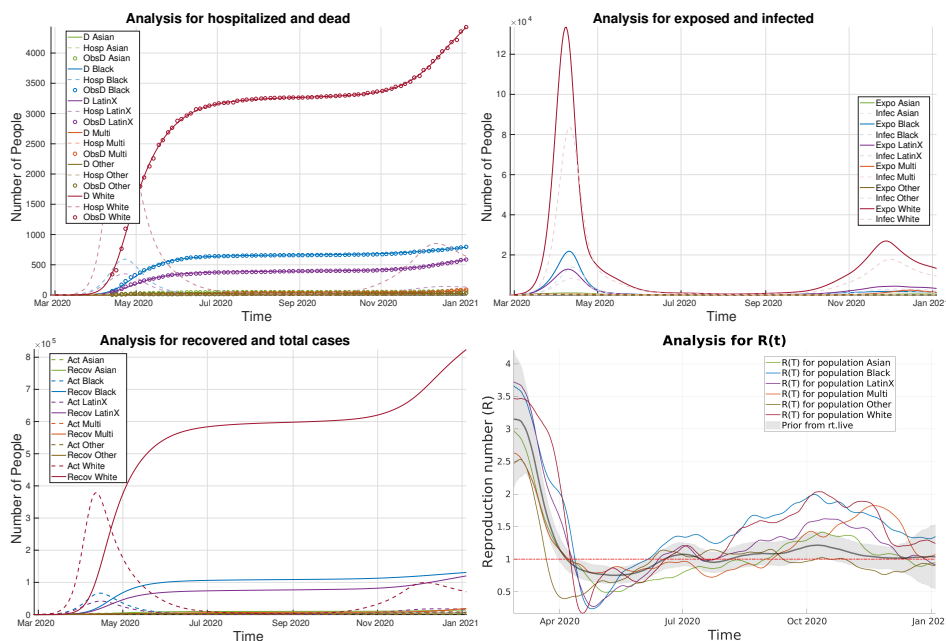 Analysis for hospitalized and dead
Number of People
4000
3500
3000
2500
2000
1500
1000
500
0
D Asian
Hosp Asian
ObsD Asian
D Black
Hosp Black
ObsD Black
D LatinX
Hosp LatinX
ObsD LatinX
D Multi
Hosp Multi
ObsD Multi
D Other
Hosp Other
ObsD Other
D White
Hosp White
ObsD White
Mar 2020 May 2020 Jul 2020 Sep 2020 Nov 2020 Jan 2021
Time
Analysis for exposed and infected
×10⁴
Number of People
12
10
8
6
4
2
Expo Asian
Infec Asian
Expo Black
Infec Black
Expo LatinX
Infec LatinX
Expo Multi
Infec Multi
Expo Other
Infec Other
Expo White
Infec White
Mar 2020 May 2020 Jul 2020 Sep 2020 Nov 2020 Jan 202
Time
Analysis for recovered and total cases
×10⁵
Number of People
8
7
6
5
4
3
2
1
0
Act Asian
Recov Asian
Act Black
Recov Black
Act LatinX
Recov LatinX
Act Multi
Recov Multi
Act Other
Recov Other
Act White
Recov White
Mar 2020 May 2020 Jul 2020 Sep 2020 Nov 2020 Jan 2021
Time
Analysis for R(t)
Reproduction number (R)
4
3.5
3
2.5
2
1.5
1
0.5
R(T) for population Asian
R(T) for population Black
R(T) for population LatinX
R(T) for population Multi
R(T) for population Other
R(T) for population White
Prior from rt.live
Apr 2020 Jul 2020 Oct 2020 Jan 202
Time